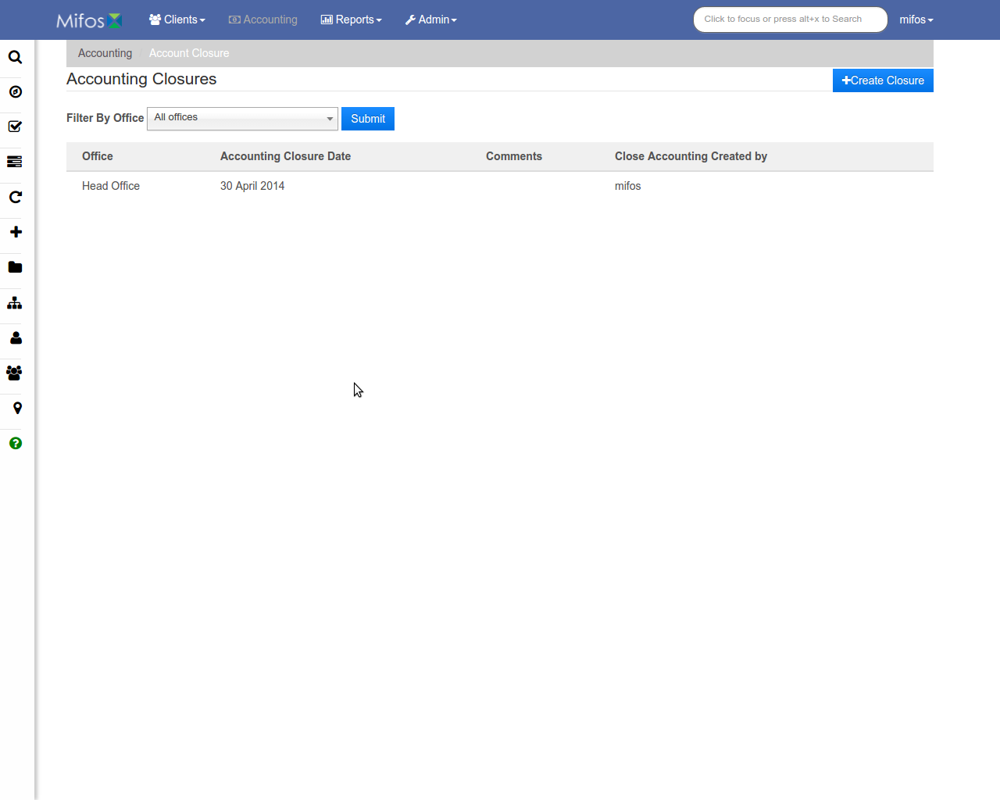 Mifos Clients Accounting Reports Admin Click to focus or press alt+x to Search mifos
Accounting Account Closure
Accounting Closures Create Closure
Filter By Office All offices Submit
Office Accounting Closure Date Comments Close Accounting Created by
Head Office 30 April 2014 mifos